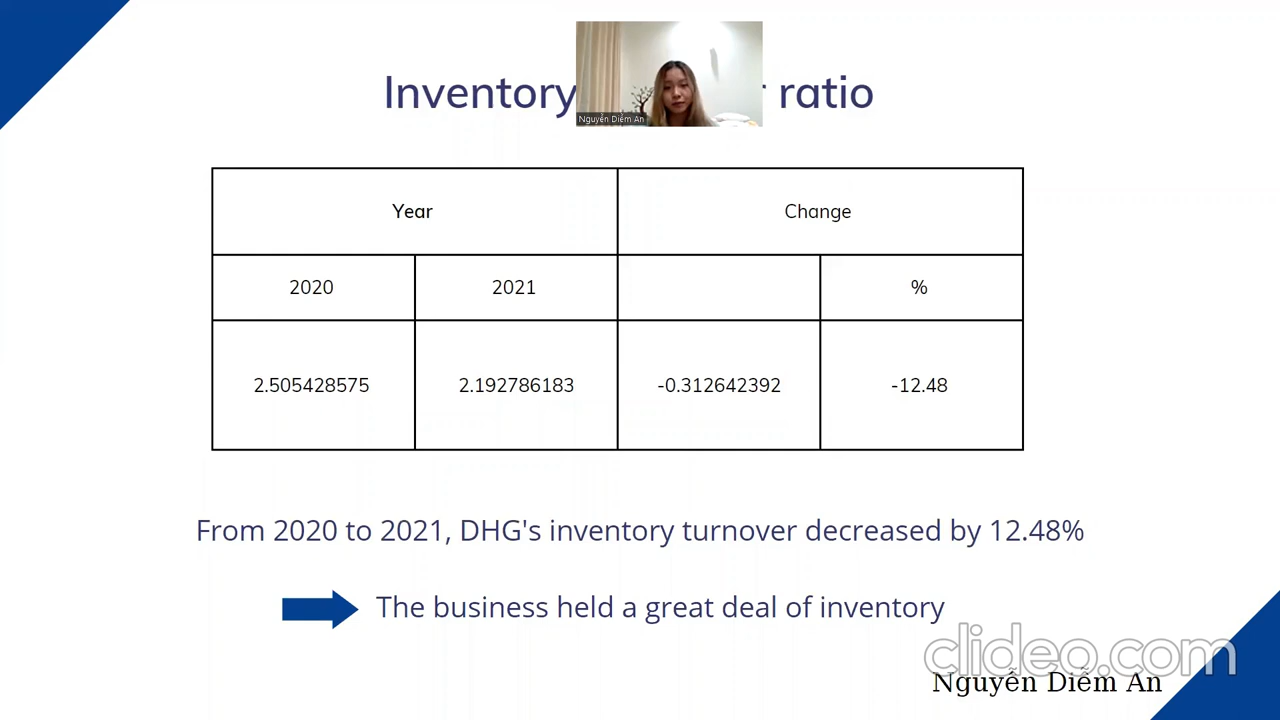 Inventory ratio
Nguyễn Diễm An
Year Change
2020 2021 %
2.505428575 2.192786183 -0.312642392 -12.48
From 2020 to 2021, DHG's inventory turnover decreased by 12.48%
The business held a great deal of inventory
clideo.com
Nguyễn Diễm An